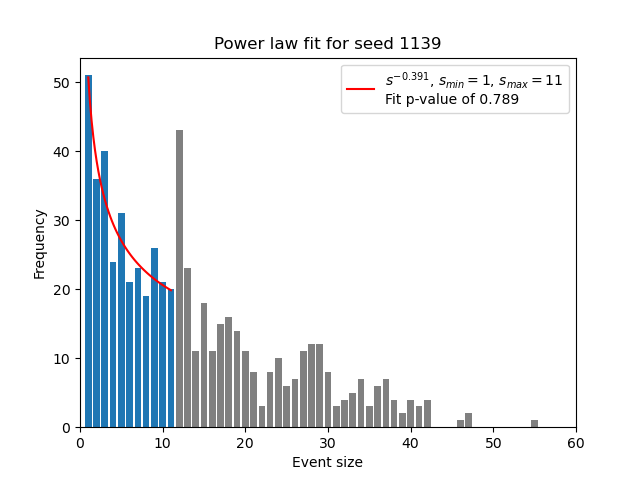 Power law fit for seed 1139
s^{-0.391}, s_{min} = 1, s_{max} = 11
Fit p-value of 0.789
50
40
30
20
10
0
Frequency
0 10 20 30 40 50 60
Event size